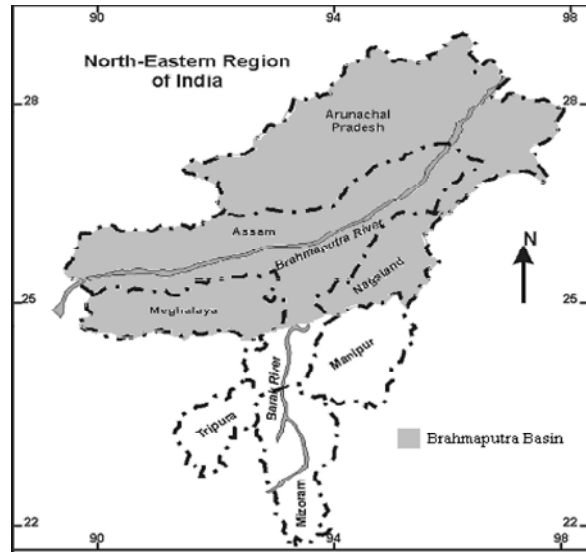 90
94
98
North-Eastern Region
of India
28
28
Arunachal
Pradesh
Assam
Brahmaputra River
N
Nagaland
25
25
Meghalaya
Manipur
Barak River
Tripura
Brahmaputra Basin
Mizoram
22
22
90
94
98